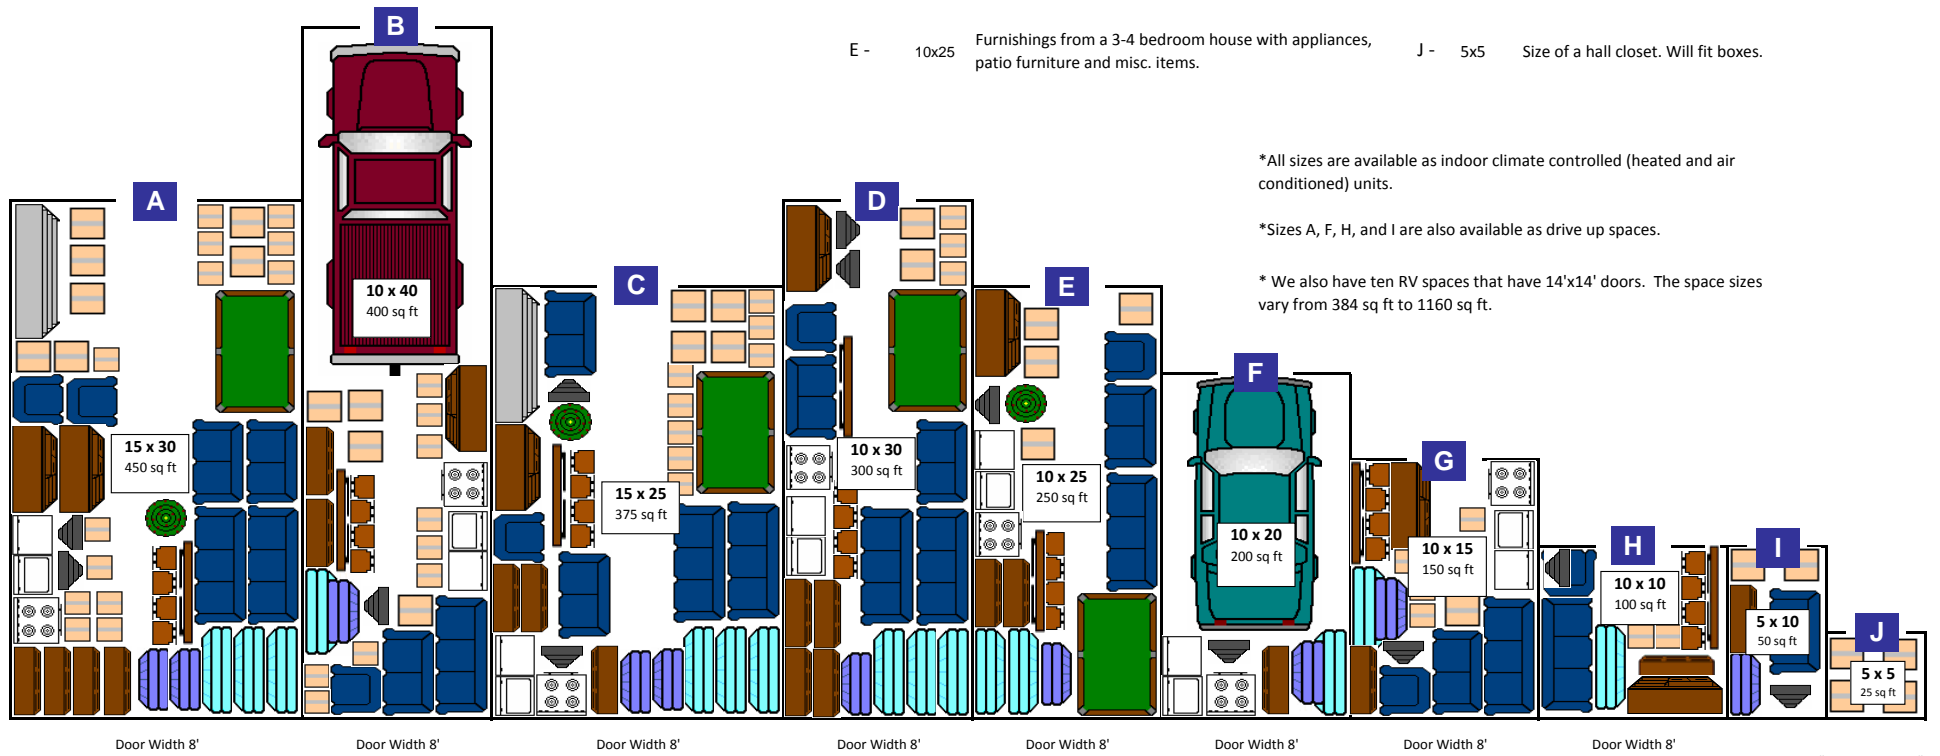 B
E - 10x25 Furnishings from a 3-4 bedroom house with appliances,
patio furniture and misc. items.
J - 5x5 Size of a hall closet. Will fit boxes.
*All sizes are available as indoor climate controlled (heated and air
conditioned) units.
*Sizes A, F, H, and I are also available as drive up spaces.
* We also have ten RV spaces that have 14'x14' doors. The space sizes
vary from 384 sq ft to 1160 sq ft.
A
D
C
E
F
G
H
I
J
10 x 40
400 sq ft
15 x 30
450 sq ft
10 x 30
300 sq ft
15 x 25
375 sq ft
10 x 25
250 sq ft
10 x 20
200 sq ft
10 x 15
150 sq ft
10 x 10
100 sq ft
5 x 10
50 sq ft
5 x 5
25 sq ft
Door Width 8' Door Width 8' Door Width 8' Door Width 8' Door Width 8' Door Width 8' Door Width 8' Door Width 8'